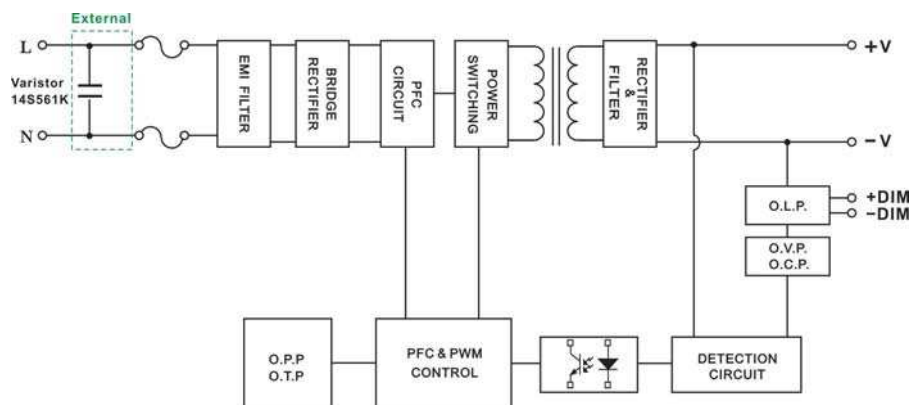 External
L
Varistor
14S561K
N
EMI FILTER
BRIDGE
RECTIFIER
PFC
CIRCUIT
POWER
SWITCHING
RECTIFIER
&
FILTER
+V
-V
O.L.P.
+DIM
-DIM
O.V.P.
O.C.P.
O.P.P
O.T.P
PFC & PWM
CONTROL
DETECTION
CIRCUIT